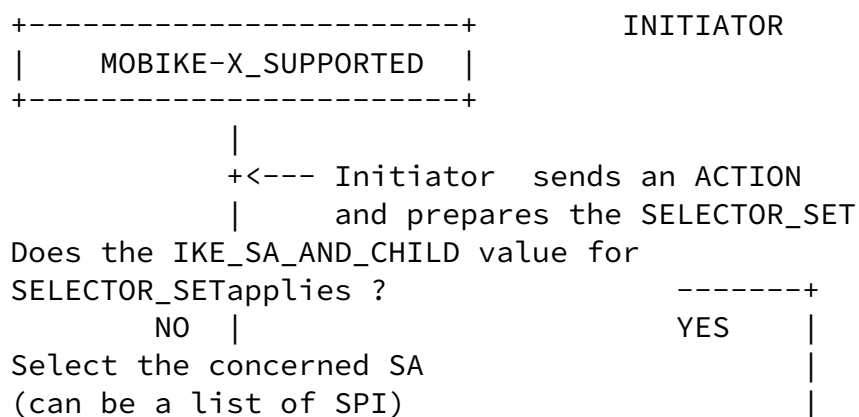 +------------------------+        INITIATOR
|    MOBIKE-X_SUPPORTED  |
+------------------------+
            |
            +<--- Initiator  sends an ACTION
            |     and prepares the SELECTOR_SET
Does the IKE_SA_AND_CHILD value for
SELECTOR_SETapplies ?                -------+
        NO  |                        YES    |
Select the concerned SA                     |
(can be a list of SPI)                      |